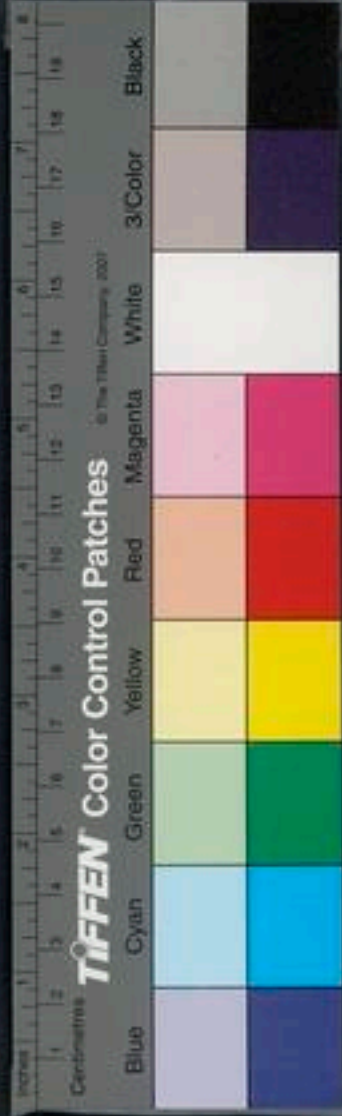 Inches 1 2 3 4 5 6 7 8
Centimetres 1 2 3 4 5 6 7 8 9 10 11 12 13 14 15 16 17 18 19
TIFFEN Color Control Patches © The Tiffen Company, 2007
Blue Cyan Green Yellow Red Magenta White 3/Color Black